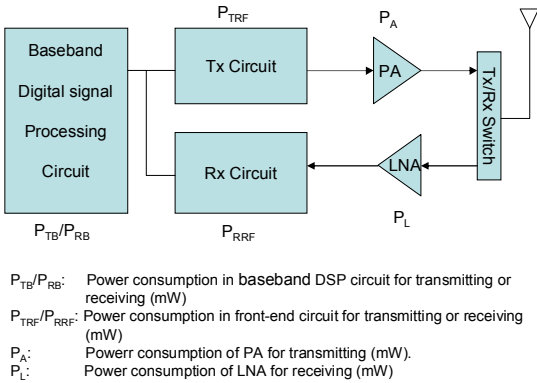 P_TRF
P_A
Baseband
Digital signal
Processing
Circuit
Tx Circuit
PA
Tx/Rx Switch
Rx Circuit
LNA
P_TB/P_RB
P_RRF
P_L
P_TB/P_RB: Power consumption in baseband DSP circuit for transmitting or
receiving (mW)
P_TRF/P_RRF: Power consumption in front-end circuit for transmitting or receiving
(mW)
P_A: Powerr consumption of PA for transmitting (mW).
P_L: Power consumption of LNA for receiving (mW)